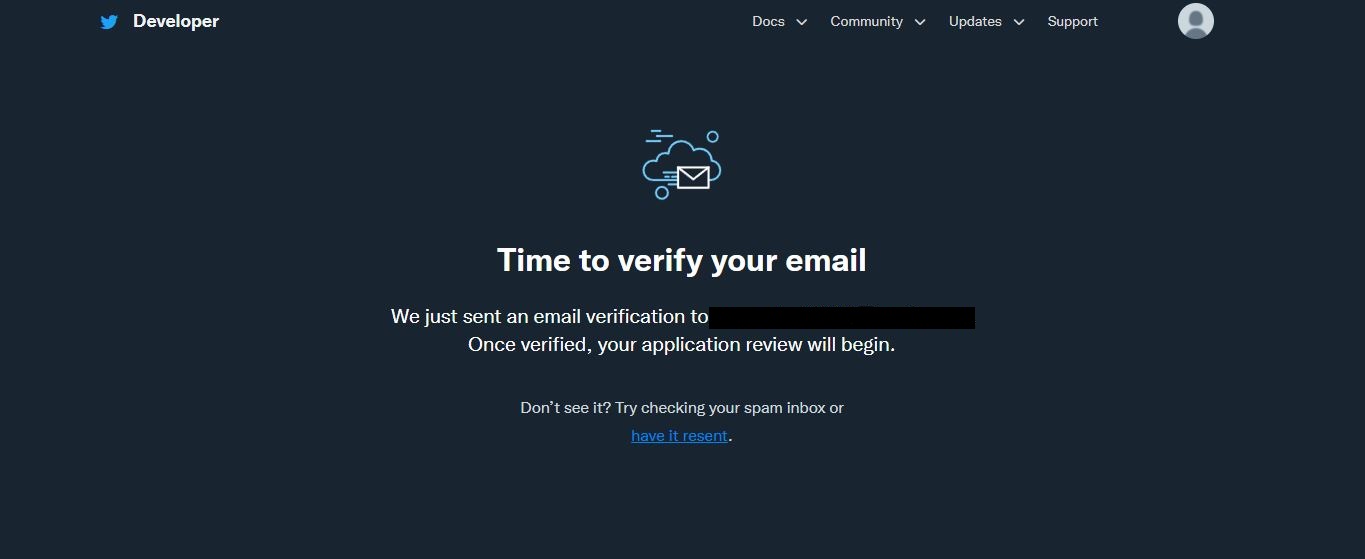 Developer
Docs Community Updates Support
Time to verify your email
We just sent an email verification to
Once verified, your application review will begin.
Don’t see it? Try checking your spam inbox or
have it resent.